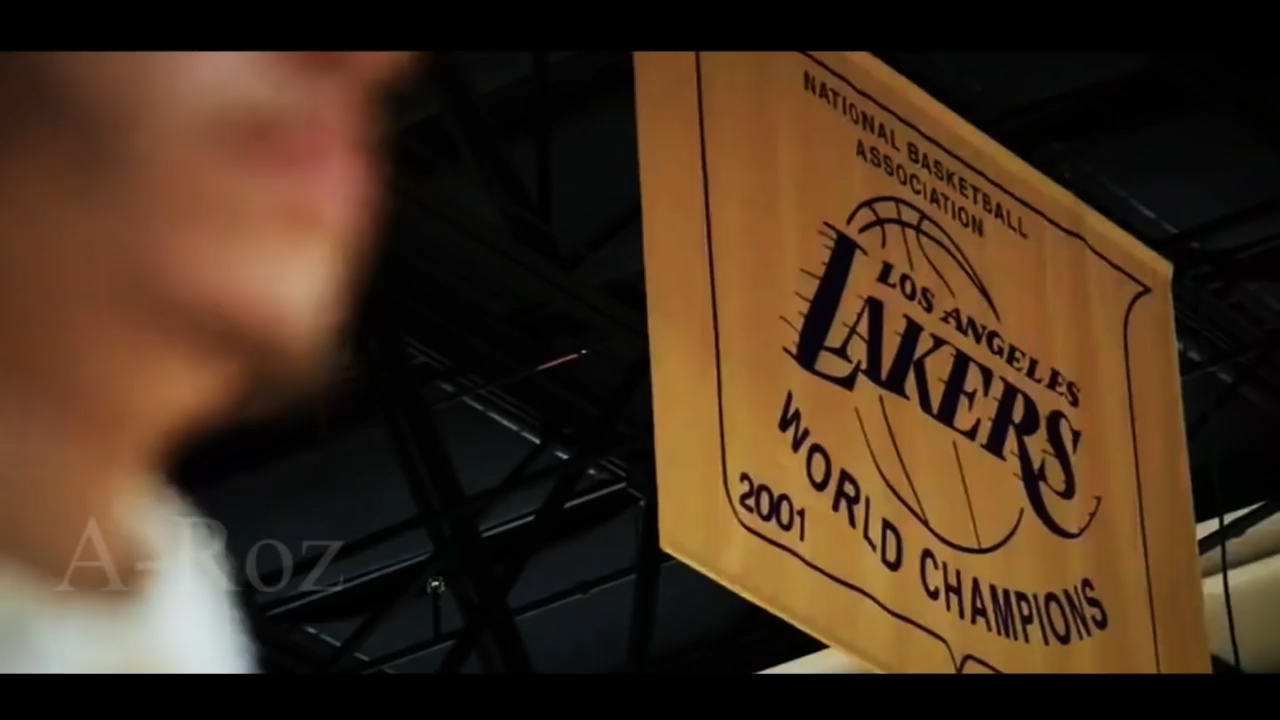 NATIONAL BASKETBALL
ASSOCIATION
LOS ANGELES
LAKERS
WORLD CHAMPIONS
2001
A-Roz